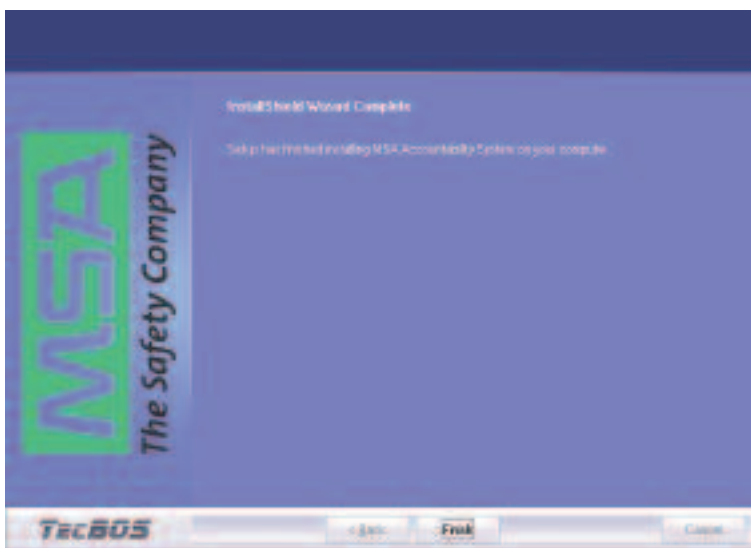 InstallShield Wizard Complete
Setup has finished installing MSA Accountability System on your computer.
MSA
The Safety Company
TECBOS
< Back
Finish
Cancel